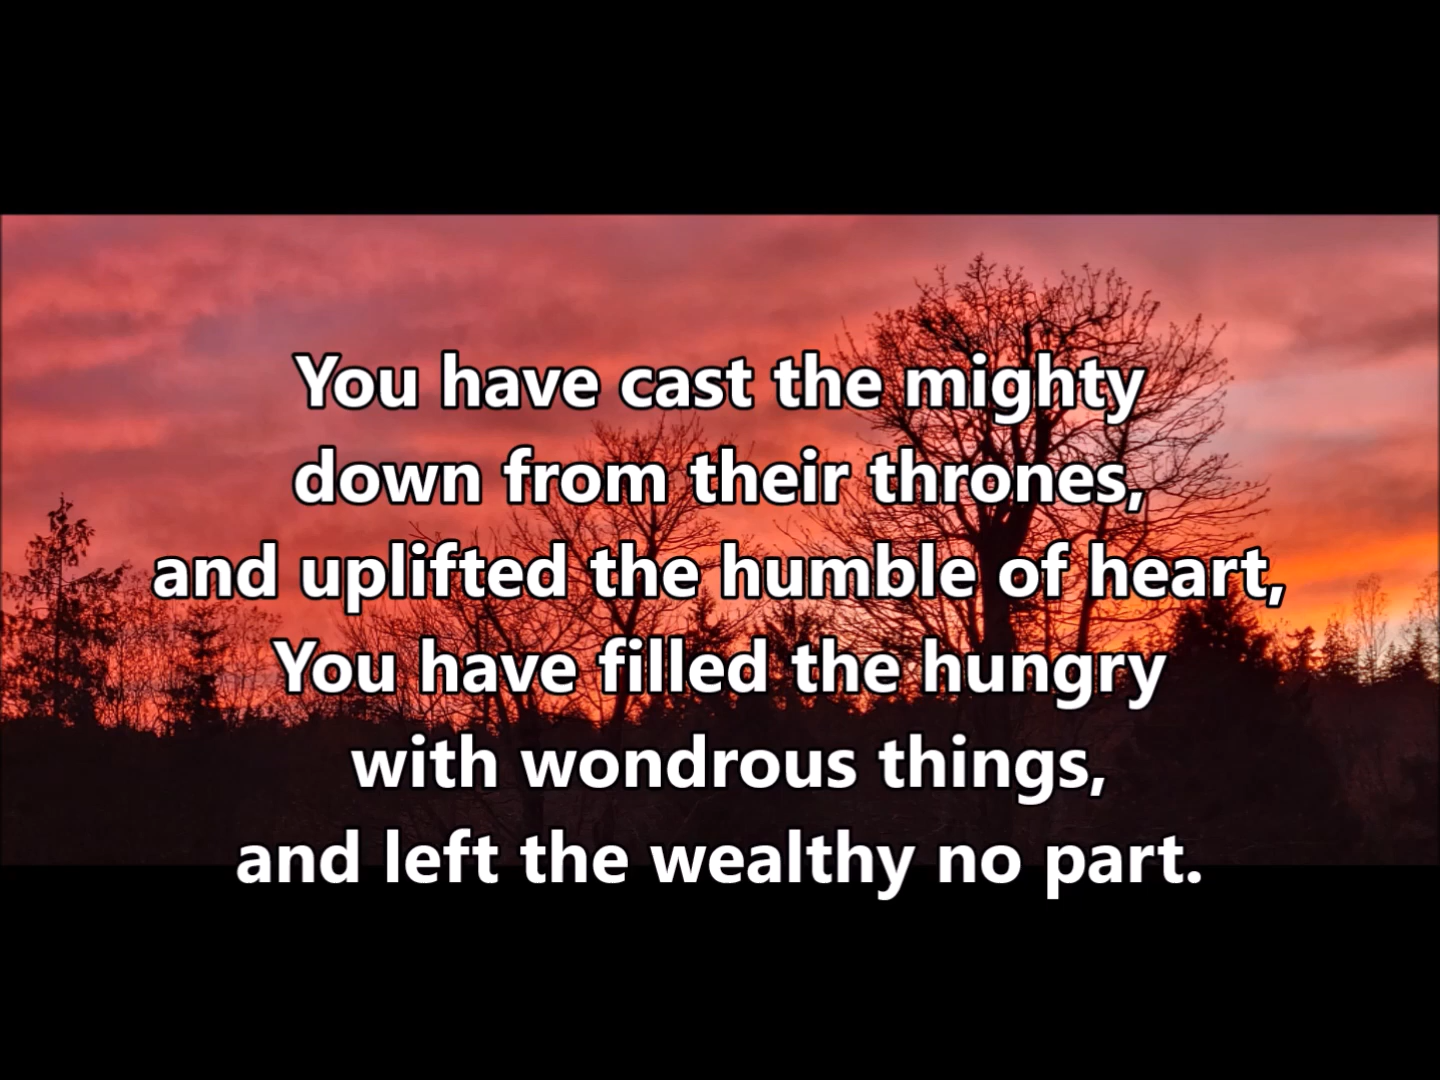 You have cast the mighty
down from their thrones,
and uplifted the humble of heart,
You have filled the hungry
with wondrous things,
and left the wealthy no part.